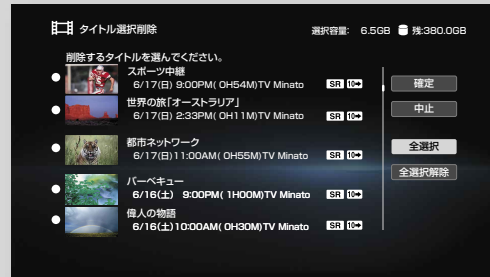 タイトル選択削除
選択容量: 6.5GB 残:380.0GB
削除するタイトルを選んでください。
スポーツ中継
6/17(日) 9:00PM( 0H54M)TV Minato SR 10➡
世界の旅「オーストラリア」
6/17(日) 2:33PM( 0H11M)TV Minato SR 10➡
都市ネットワーク
6/17(日)11:00AM( 0H55M)TV Minato SR 10➡
バーベキュー
6/16(土) 9:00PM( 1H00M)TV Minato SR 10➡
偉人の物語
6/16(土)10:00AM( 0H30M)TV Minato SR 10➡
確定
中止
全選択
全選択解除